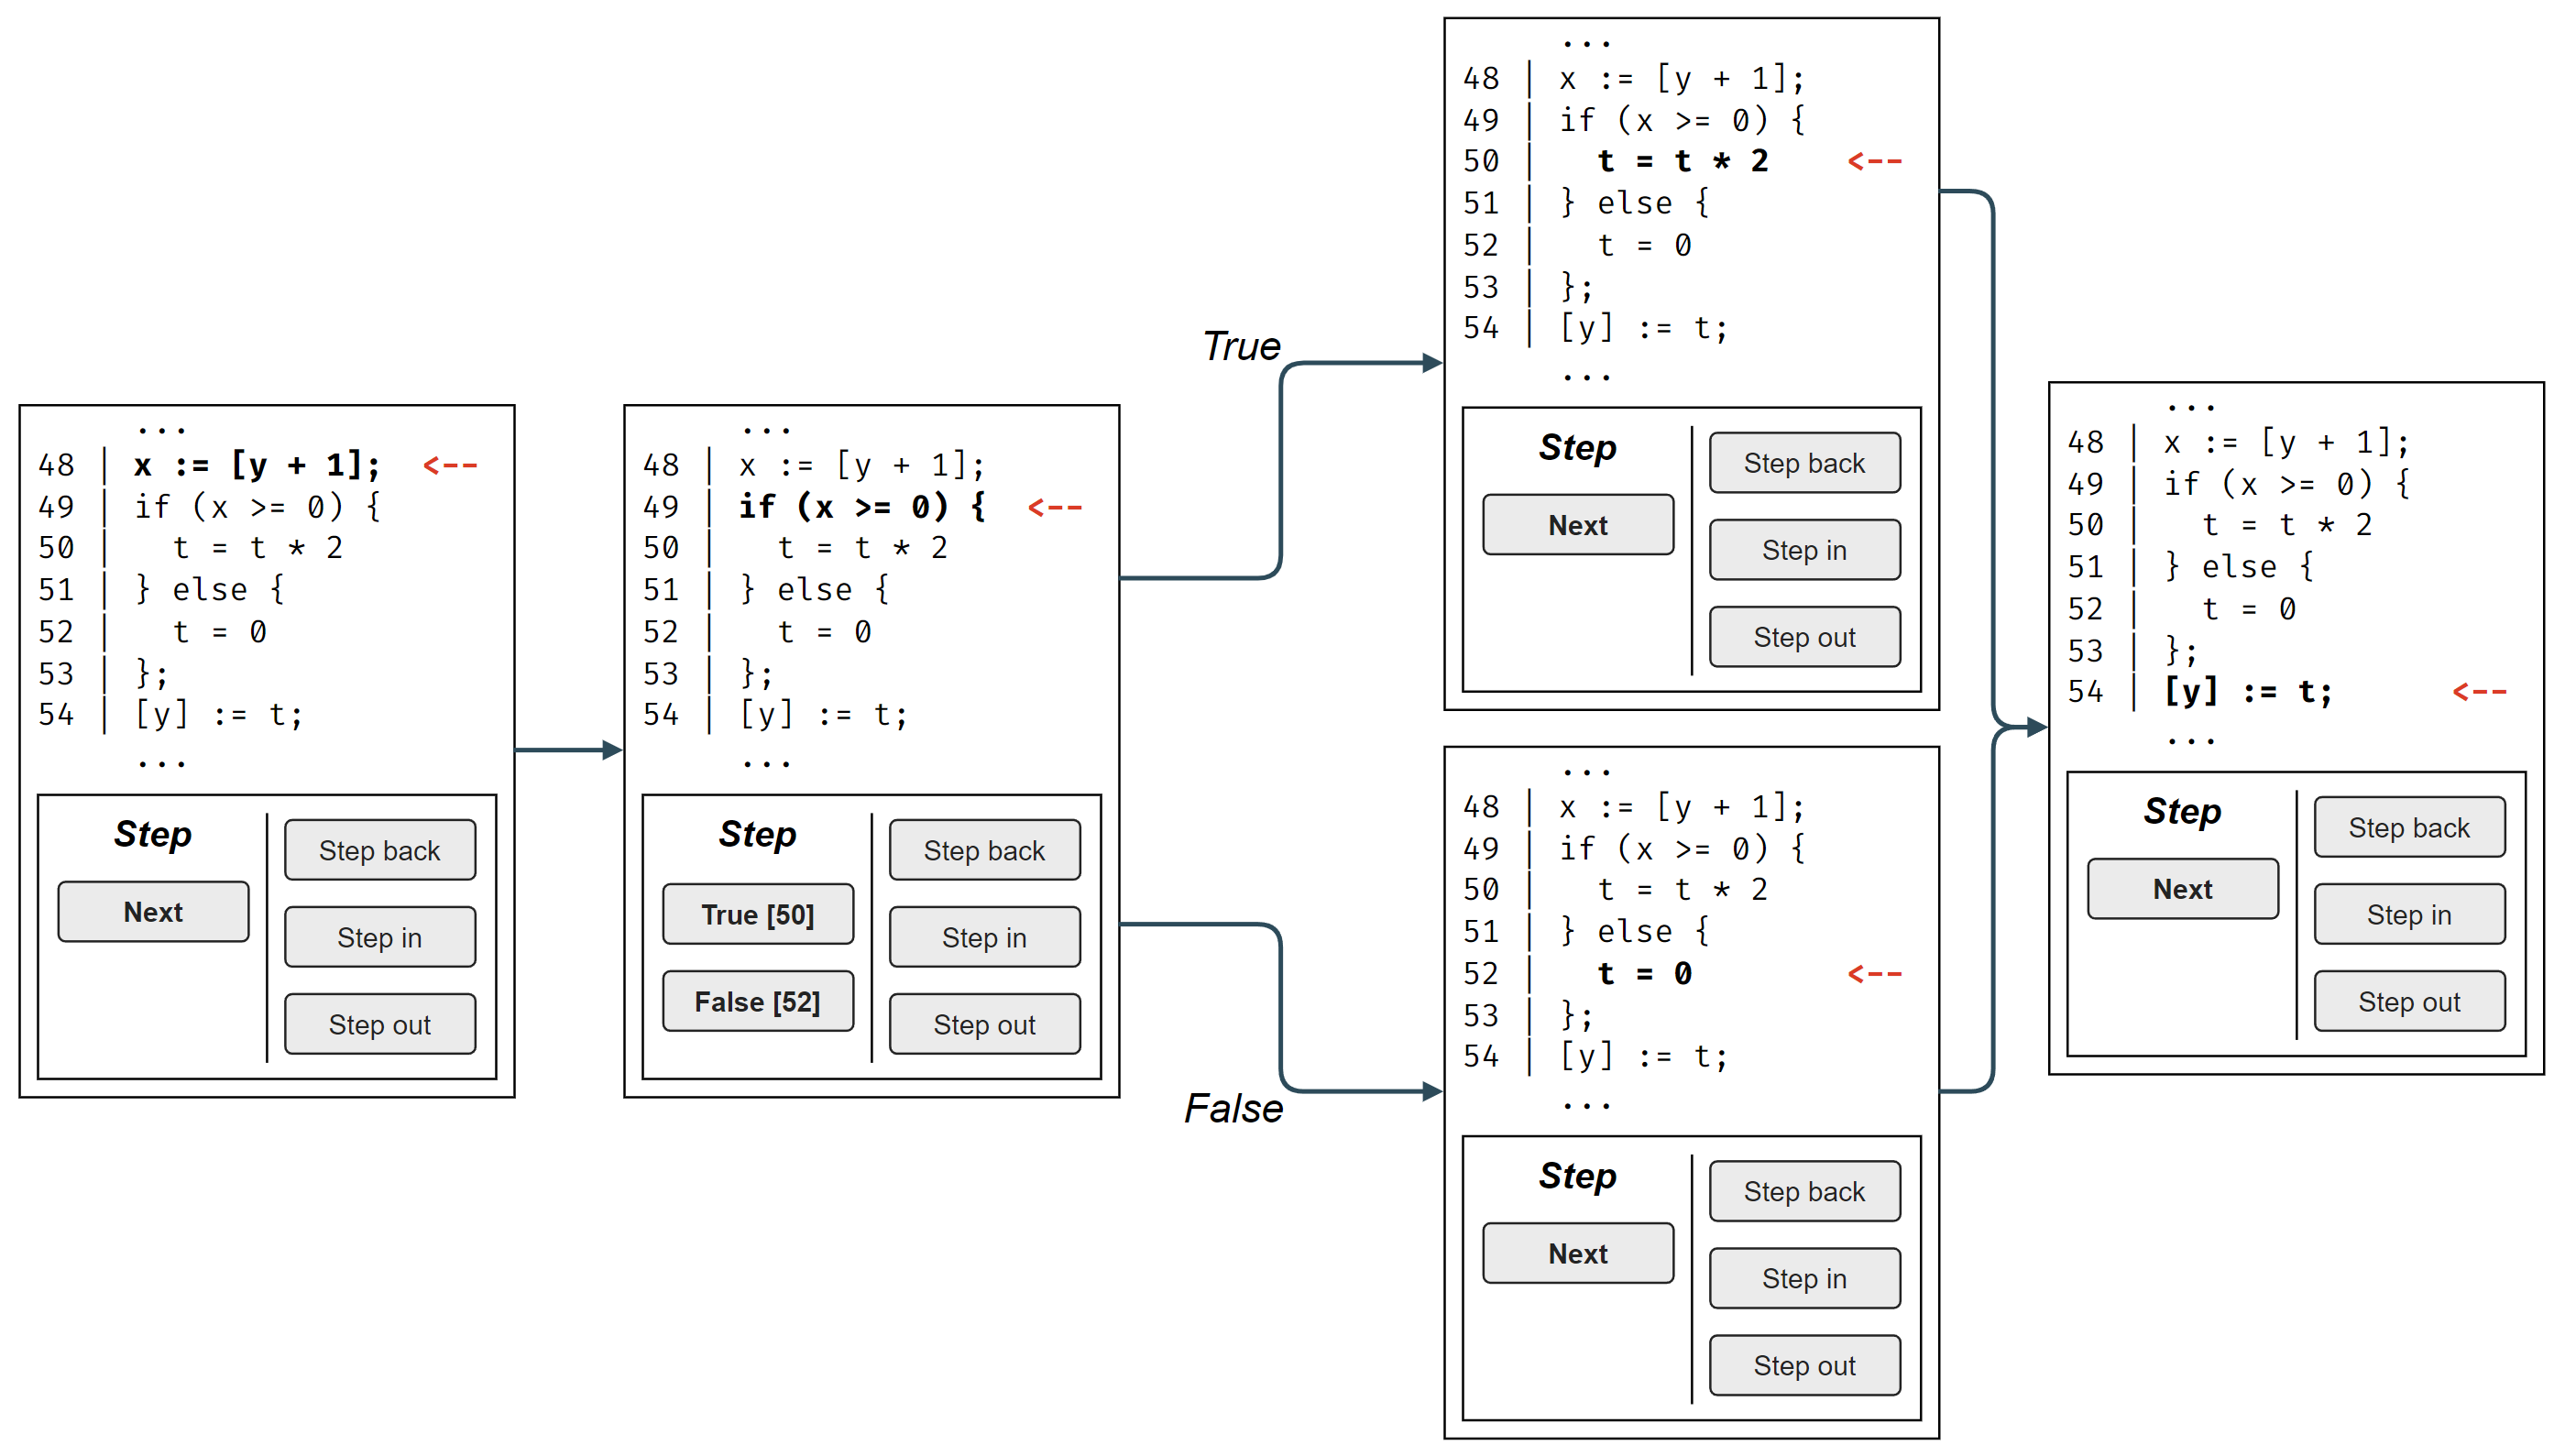 ...
48 | x := [y + 1]; <--
49 | if (x >= 0) {
50 |   t = t * 2
51 | } else {
52 |   t = 0
53 | };
54 | [y] := t;
...
Step
Next
Step back
Step in
Step out
...
48 | x := [y + 1];
49 | if (x >= 0) { <--
50 |   t = t * 2
51 | } else {
52 |   t = 0
53 | };
54 | [y] := t;
...
Step
True [50]
False [52]
Step back
Step in
Step out
True
False
...
48 | x := [y + 1];
49 | if (x >= 0) {
50 |   t = t * 2 <--
51 | } else {
52 |   t = 0
53 | };
54 | [y] := t;
...
Step
Next
Step back
Step in
Step out
...
48 | x := [y + 1];
49 | if (x >= 0) {
50 |   t = t * 2
51 | } else {
52 |   t = 0 <--
53 | };
54 | [y] := t;
...
Step
Next
Step back
Step in
Step out
...
48 | x := [y + 1];
49 | if (x >= 0) {
50 |   t = t * 2
51 | } else {
52 |   t = 0
53 | };
54 | [y] := t; <--
...
Step
Next
Step back
Step in
Step out